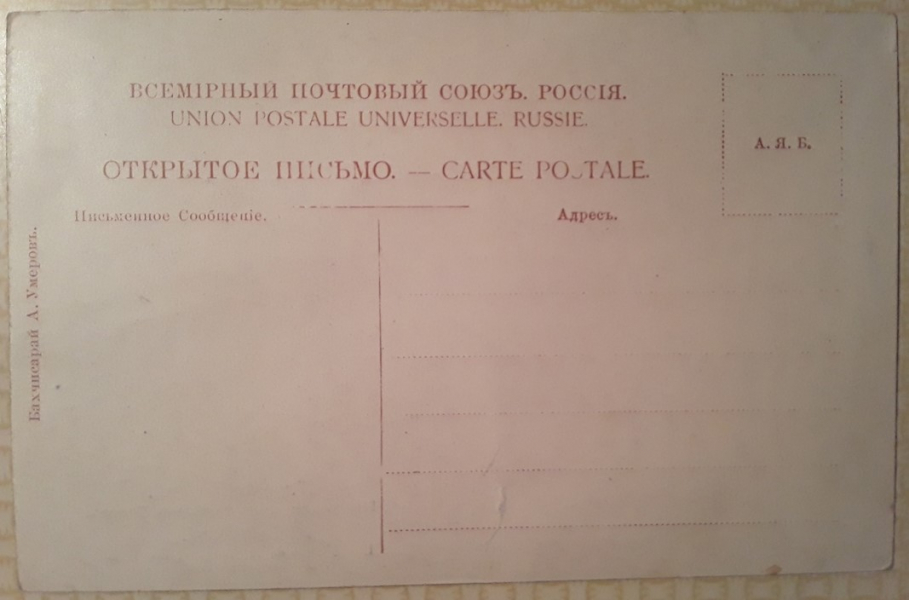 ВСЕМІРНЫЙ ПОЧТОВЫЙ СОЮЗЪ. РОССІЯ.
UNION POSTALE UNIVERSELLE. RUSSIE.
ОТКРЫТОЕ ПИСЬМО. — CARTE POSTALE.
А. Я. Б.
Письменное Сообщеніе.
Адресъ.
Бахчисарай А. Умеровъ.